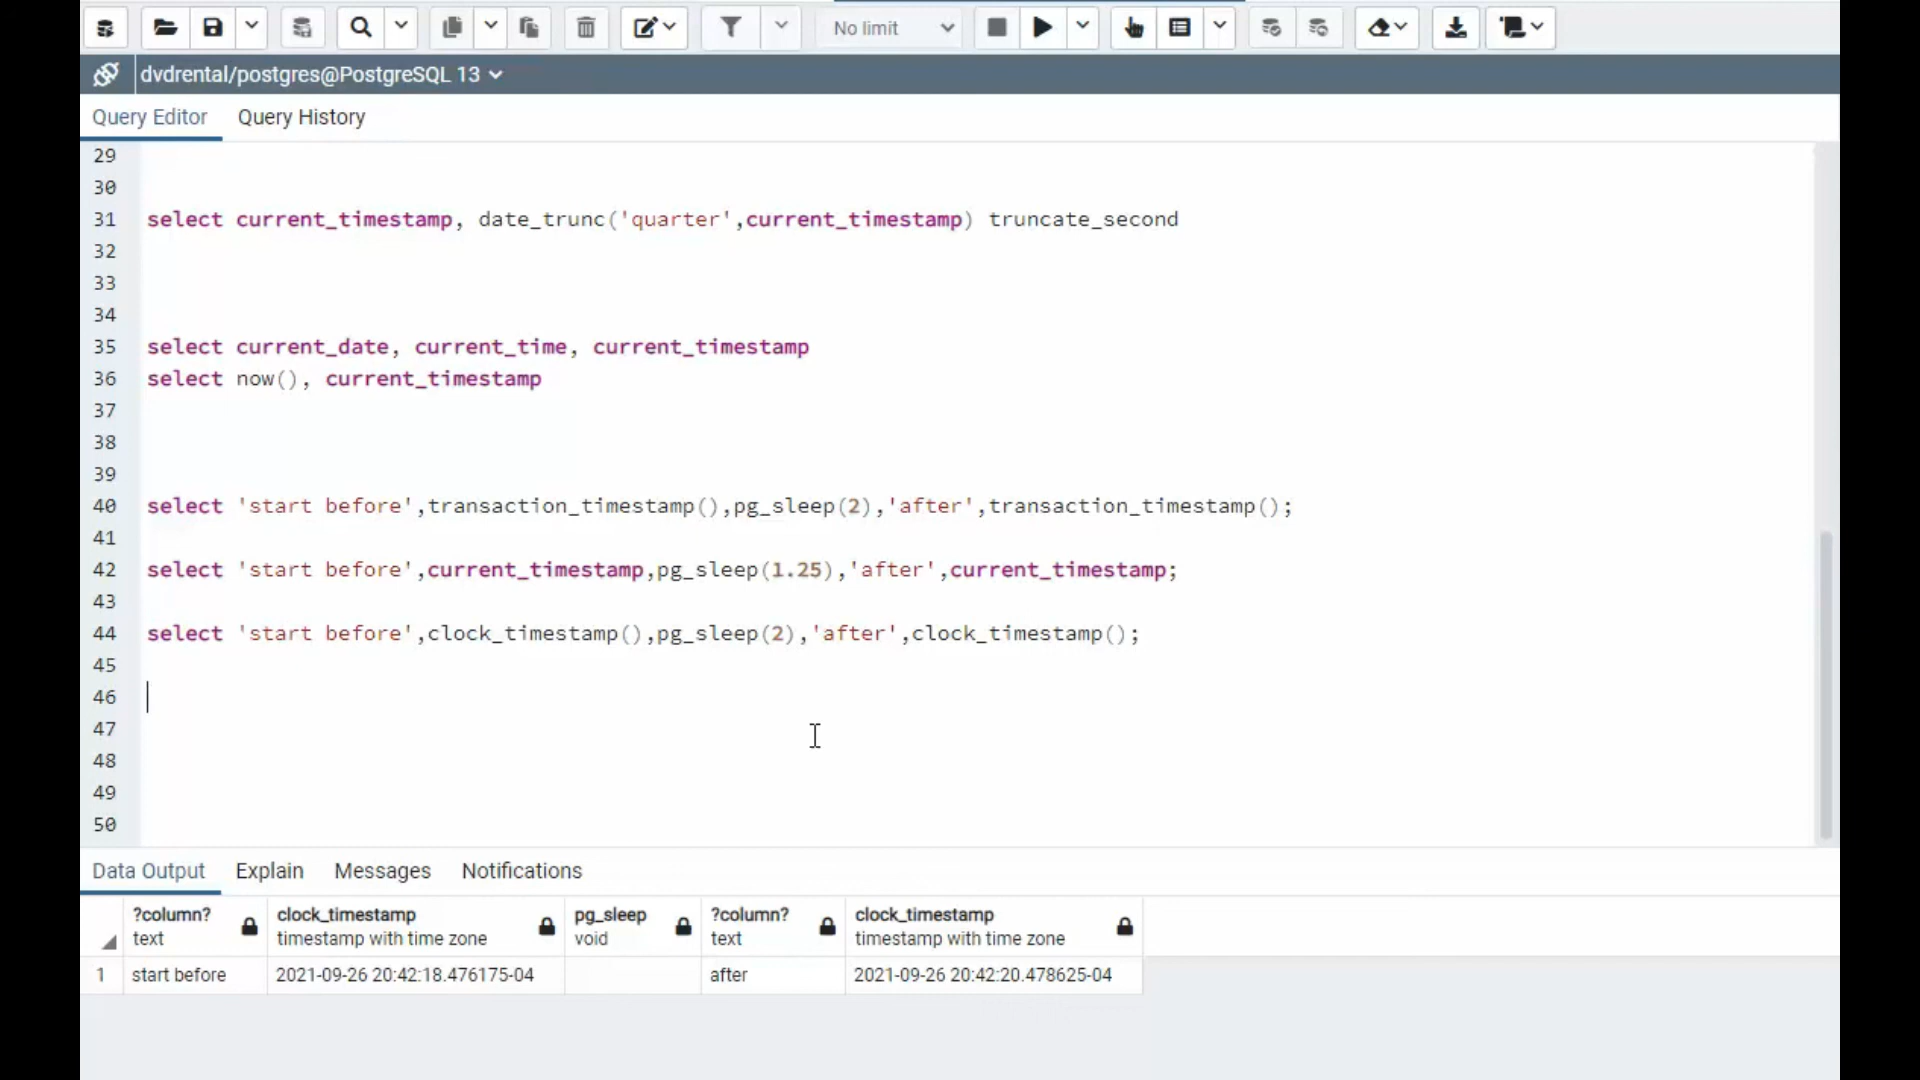 No limit
dvdrental/postgres@PostgreSQL 13
Query Editor Query History
29
30
31 select current_timestamp, date_trunc('quarter',current_timestamp) truncate_second
32
33
34
35 select current_date, current_time, current_timestamp
36 select now(), current_timestamp
37
38
39
40 select 'start before',transaction_timestamp(),pg_sleep(2),'after',transaction_timestamp();
41
42 select 'start before',current_timestamp,pg_sleep(1.25),'after',current_timestamp;
43
44 select 'start before',clock_timestamp(),pg_sleep(2),'after',clock_timestamp();
45
46
47
48
49
50
Data Output Explain Messages Notifications
?column? clock_timestamp pg_sleep ?column? clock_timestamp
text timestamp with time zone void text timestamp with time zone
1 start before 2021-09-26 20:42:18.476175-04 after 2021-09-26 20:42:20.478625-04